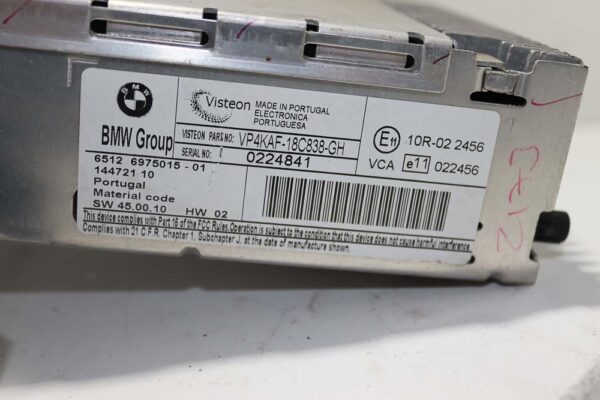 BMW
BMW Group
6512 6975015 - 01
144721 10
Portugal
Material code
SW 45.00.10 HW 02
Visteon
MADE IN PORTUGAL
ELECTRONICA
PORTUGUESA
VISTEON PART NO: VP4KAF-18C838-GH
SERIAL NO: 0224841
E11 10R-02 2456
VCA e11 022456
This device complies with Part 15 of the FCC Rules Operation is subject to the condition that this device does not cause harmful interference.
Complies with 21 C.F.R. Chapter 1, Subchapter J, at the date of manufacture shown.